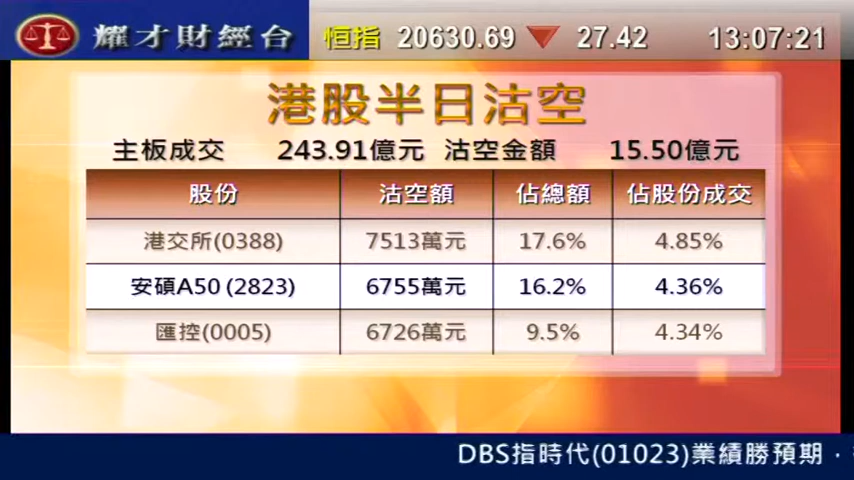 耀才財經台 恒指 20630.69 27.42 13:07:21
港股半日沽空
主板成交 243.91億元 沽空金額 15.50億元
股份 沽空額 佔總額 佔股份成交
港交所(0388) 7513萬元 17.6% 4.85%
安碩A50 (2823) 6755萬元 16.2% 4.36%
匯控(0005) 6726萬元 9.5% 4.34%
DBS指時代(01023)業績勝預期．